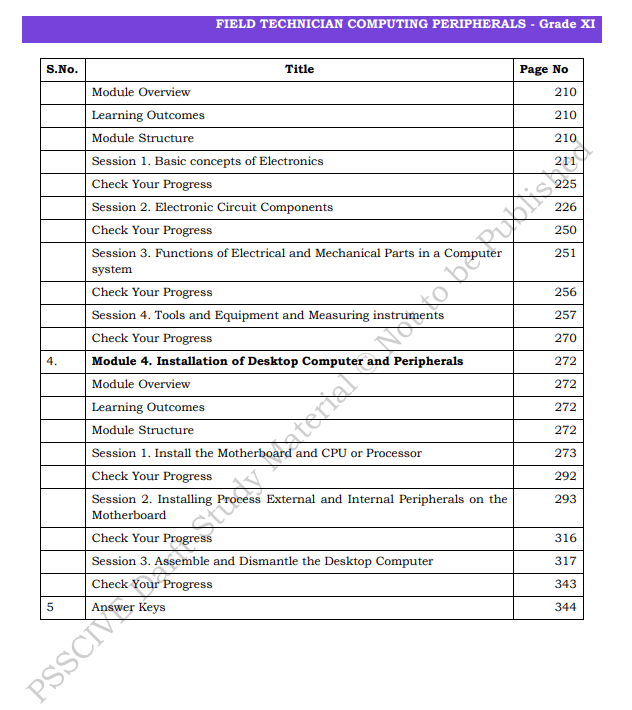 FIELD TECHNICIAN COMPUTING PERIPHERALS - Grade XI
S.No. Title Page No
Module Overview 210
Learning Outcomes 210
Module Structure 210
Session 1. Basic concepts of Electronics 211
Check Your Progress 225
Session 2. Electronic Circuit Components 226
Check Your Progress 250
Session 3. Functions of Electrical and Mechanical Parts in a Computer 251
system
Check Your Progress 256
Session 4. Tools and Equipment and Measuring instruments 257
Check Your Progress 270
4. Module 4. Installation of Desktop Computer and Peripherals 272
Module Overview 272
Learning Outcomes 272
Module Structure 272
Session 1. Install the Motherboard and CPU or Processor 273
Check Your Progress 292
Session 2. Installing Process External and Internal Peripherals on the 293
Motherboard
Check Your Progress 316
Session 3. Assemble and Dismantle the Desktop Computer 317
Check Your Progress 343
5 Answer Keys 344
PSSCIVE Darft Study Material © Not to be Published